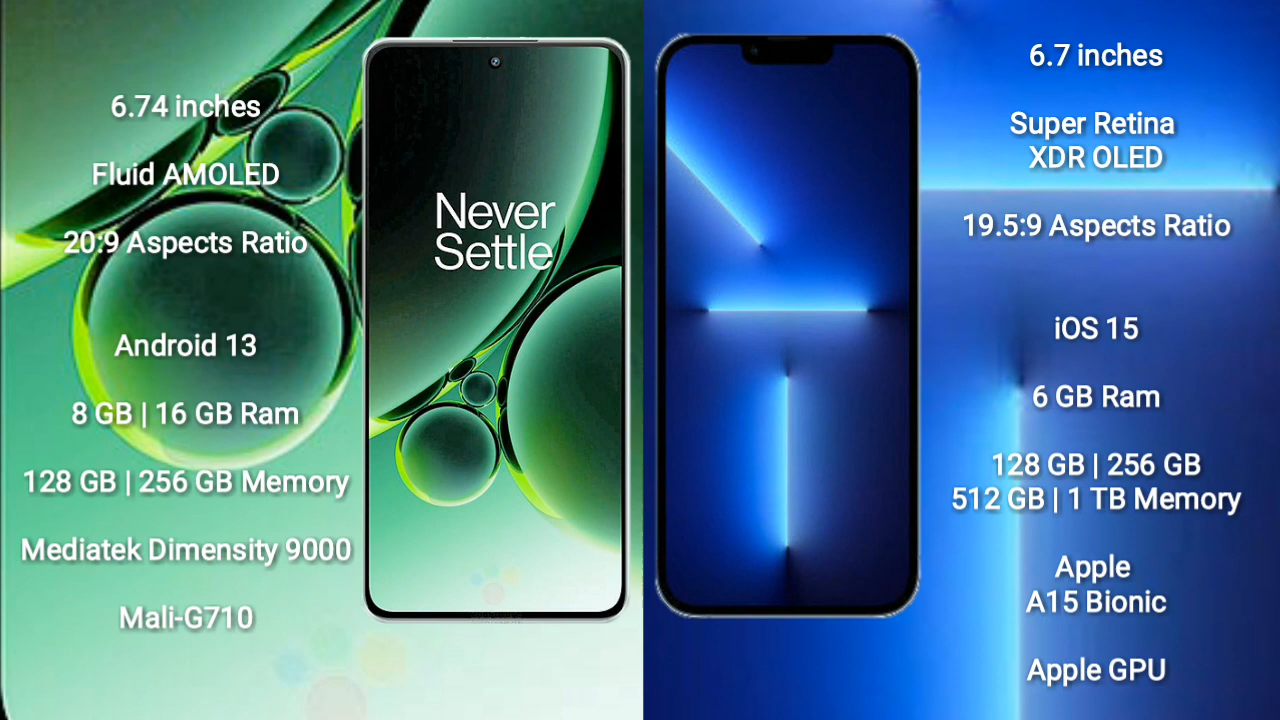 6.74 inches
Fluid AMOLED
20:9 Aspects Ratio
Android 13
8 GB | 16 GB Ram
128 GB | 256 GB Memory
Mediatek Dimensity 9000
Mali-G710
Never
Settle
6.7 inches
Super Retina
XDR OLED
19.5:9 Aspects Ratio
iOS 15
6 GB Ram
128 GB | 256 GB
512 GB | 1 TB Memory
Apple
A15 Bionic
Apple GPU